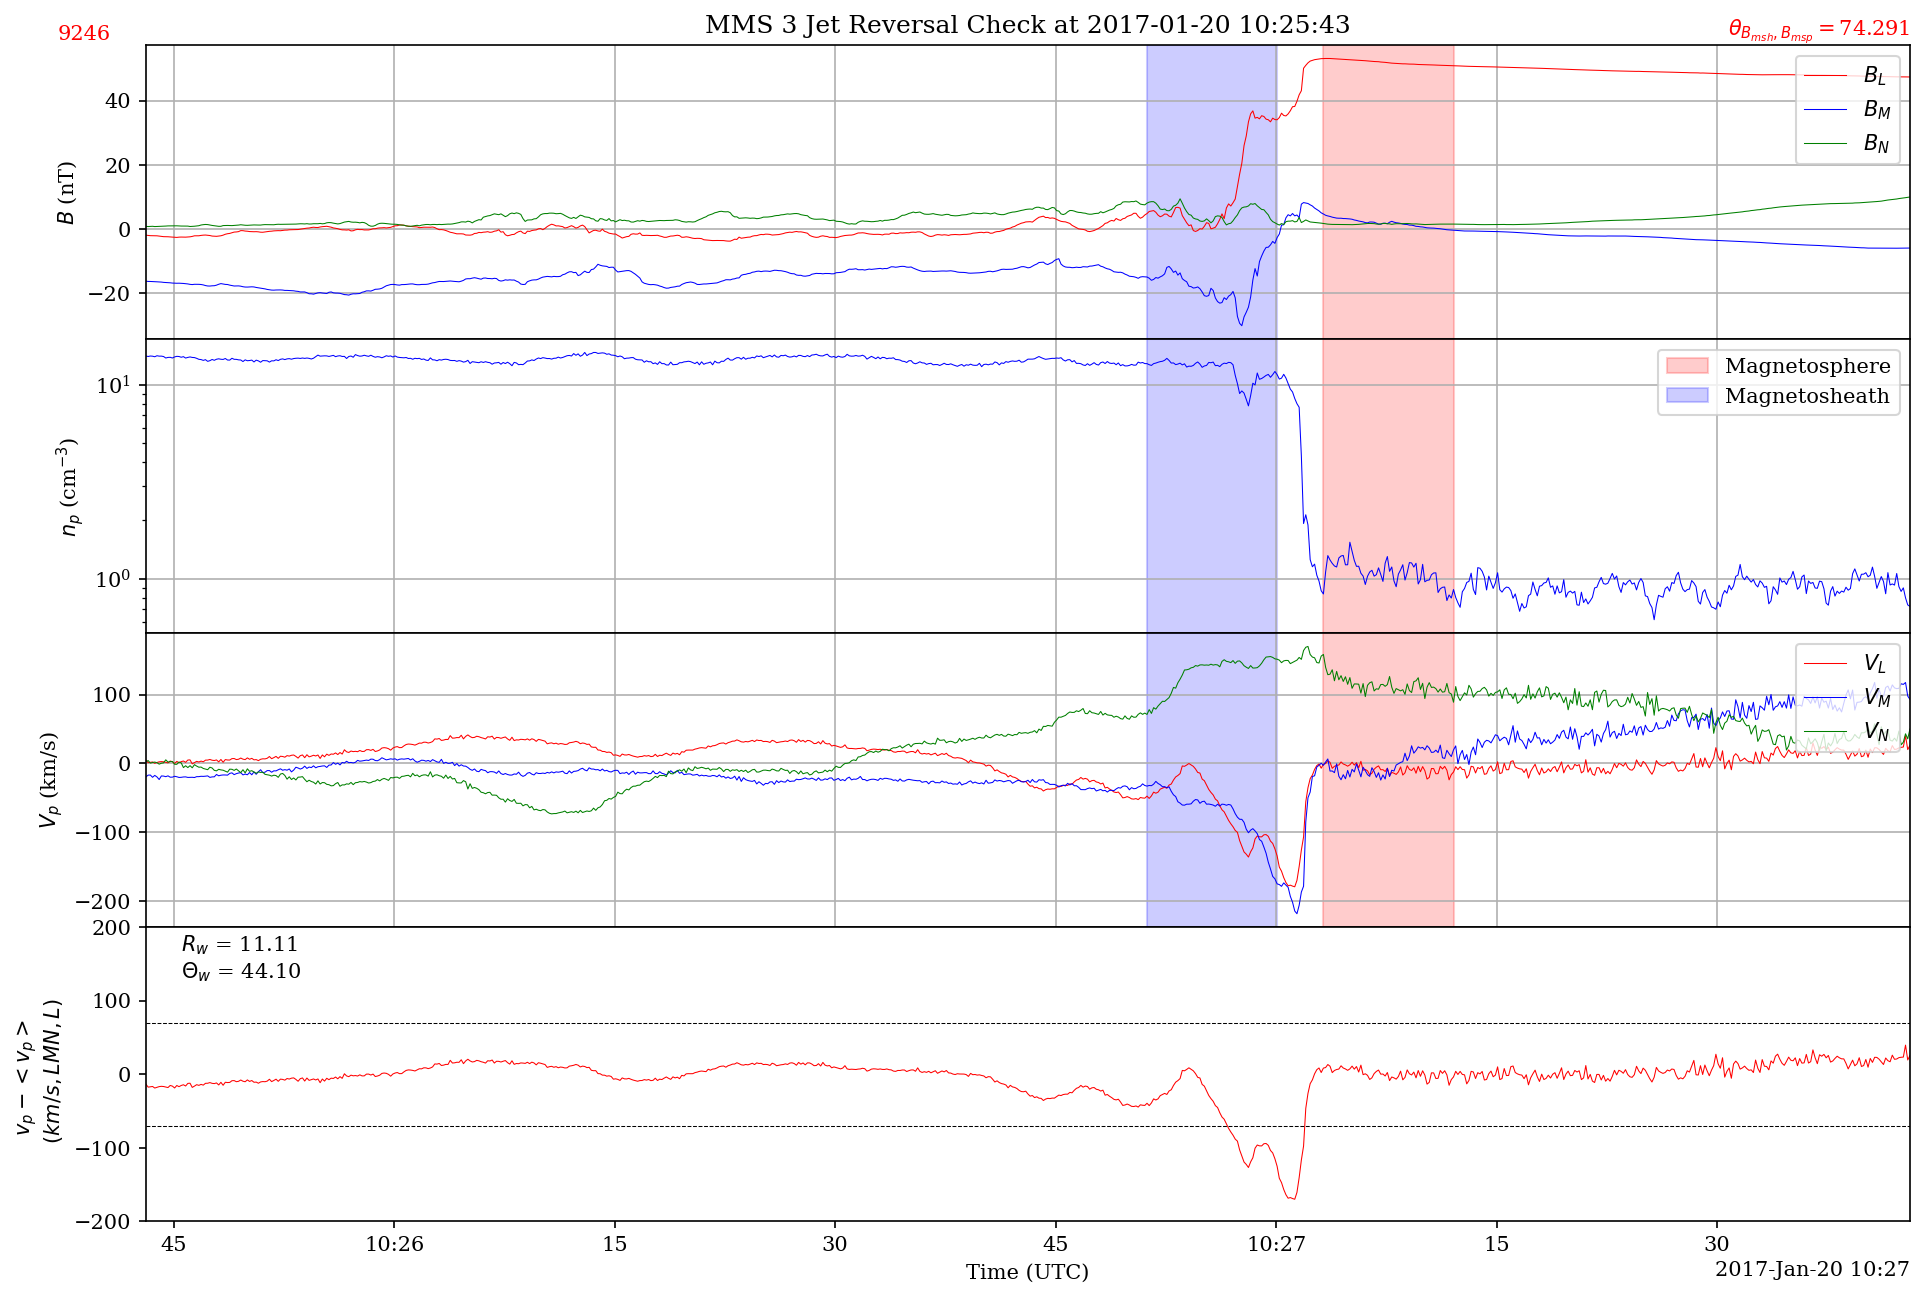 MMS 3 Jet Reversal Check at 2017-01-20 10:25:43
9246
θ_{B_{msh}, B_{msp}} = 74.291
B (nT)
40
20
0
−20
B_L
B_M
B_N
n_p (cm^{−3})
10^1
10^0
Magnetosphere
Magnetosheath
V_p (km/s)
100
0
−100
−200
V_L
V_M
V_N
v_p − < v_p >
(km/s, LMN, L)
200
100
0
−100
−200
R_w = 11.11
Θ_w = 44.10
45
10:26
15
30
45
10:27
15
30
Time (UTC)
2017-Jan-20 10:27